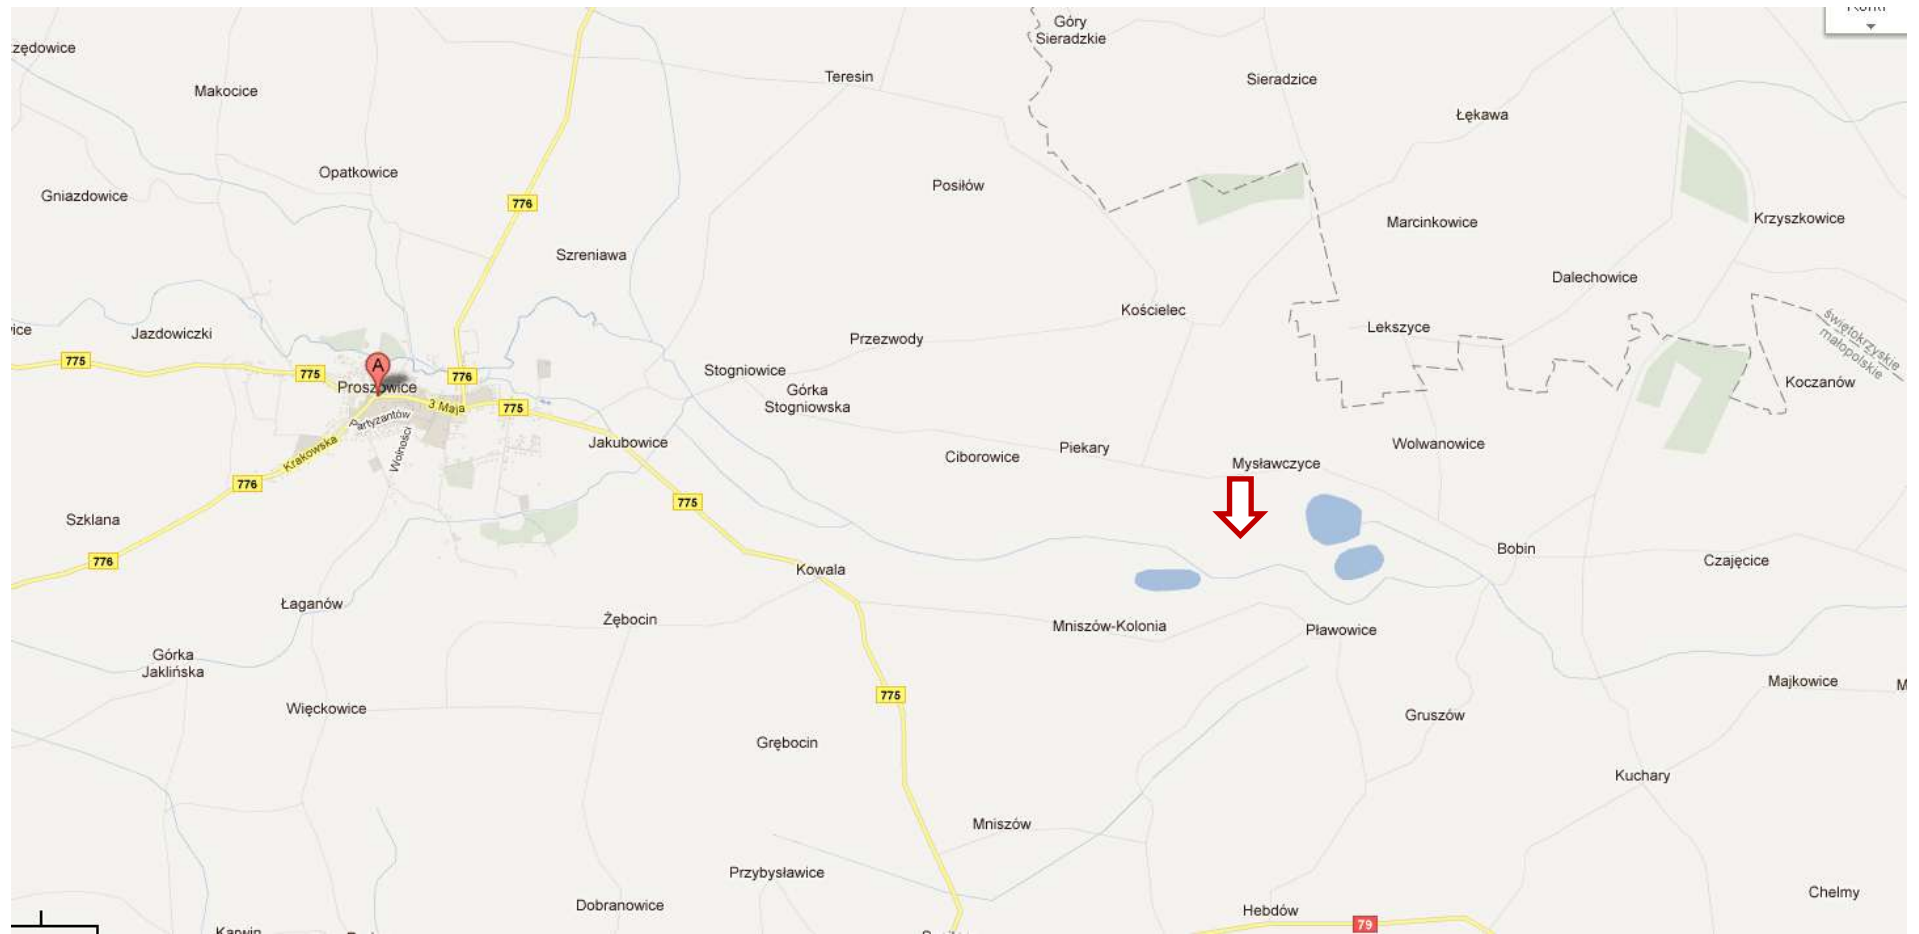 Góry
Sieradzkie
Teresin
Makocice
Sieradzice
Łękawa
Opatkowice
Posiłów
Gniazdowice
776
Marcinkowice
Krzyszkowice
Szreniawa
Dalechowice
Kościelec
świętokrzyskie
małopolskie
Jazdowiczki
Przezwody
Lekszyce
775
775
A
776
Stogniowice
Koczanów
Proszowice
Górka
Stogniowska
3 Maja
775
Partyzantów
Krakowska
Wolności
Jakubowice
Ciborowice
Piekary
Wolwanowice
Mysławczyce
776
775
Szklana
776
Bobin
Czajęcice
Kowala
Łaganów
Żębocin
Mniszów-Kolonia
Pławowice
Górka
Jaklińska
775
Majkowice
Więckowice
Gruszów
Grębocin
Kuchary
Mniszów
Przybysławice
Chelmy
Dobranowice
Hebdów
79
Karwin